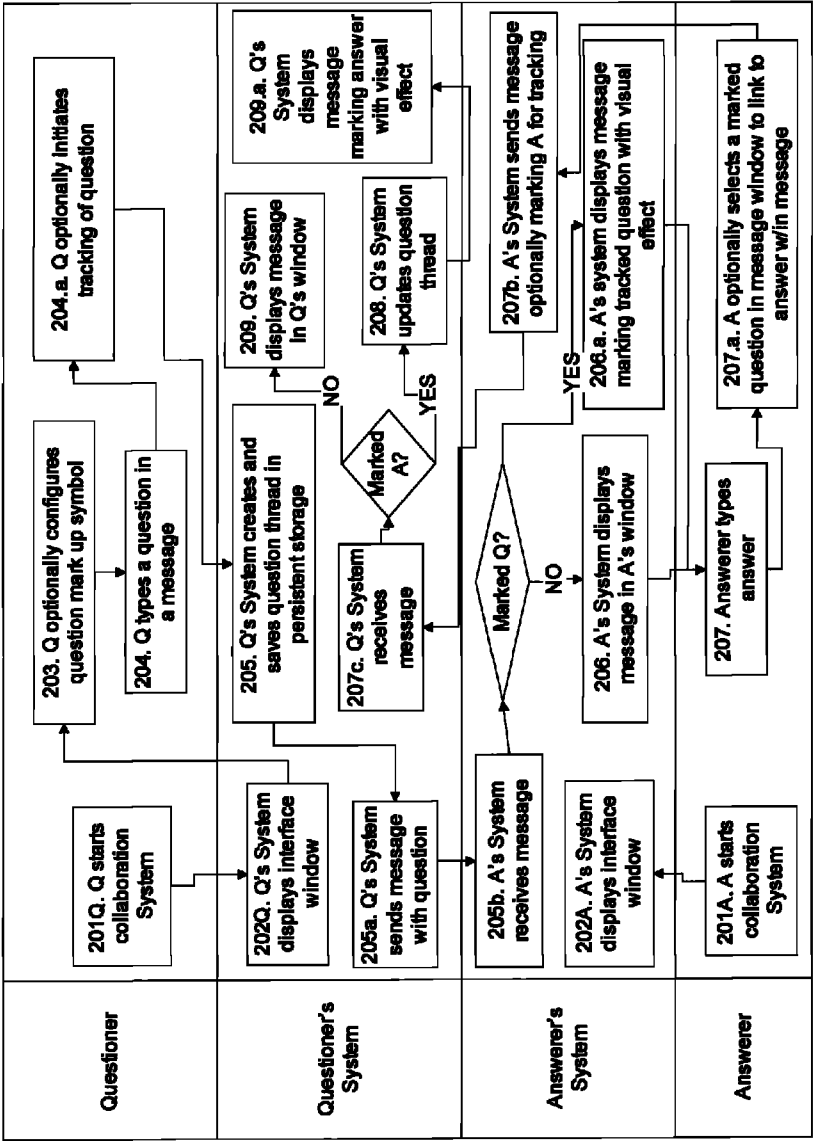 Questioner
201Q. Q starts
collaboration
System
203. Q optionally configures
question mark up symbol
204. Q types a question in
a message
204.a. Q optionally initiates
tracking of question
Questioner's
System
202Q. Q's System
displays interface
window
205a. Q's System
sends message
with question
205. Q's System creates and
saves question thread in
persistent storage
207c. Q's System
receives
message
Marked
A?
NO
YES
209. Q's System
displays message
in Q's window
208. Q's System
updates question
thread
209.a. Q's
System
displays
message
marking answer
with visual
effect
Answerer's
System
205b. A's System
receives message
202A. A's System
displays interface
window
Marked Q?
NO
YES
206. A's System displays
message in A's window
207b. A's System sends message
optionally marking A for tracking
206.a. A's system displays message
marking tracked question with visual
effect
Answerer
201A. A starts
collaboration
System
207. Answerer types
answer
207.a. A optionally selects a marked
question in message window to link to
answer w/in message